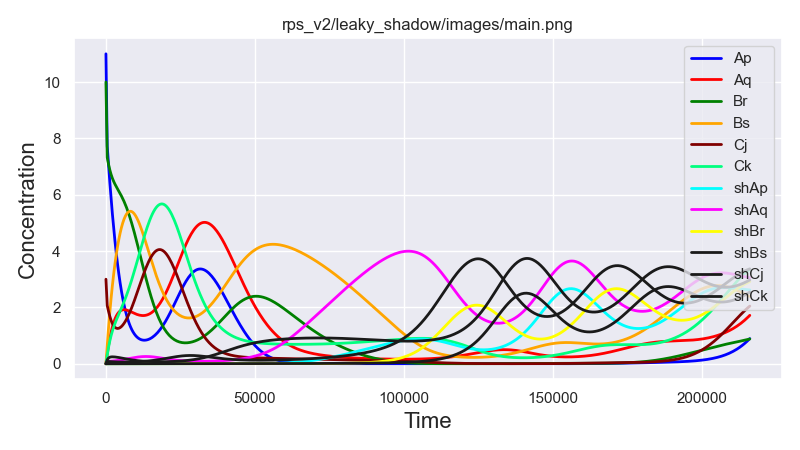 rps_v2/leaky_shadow/images/main.png
Concentration
10
8
6
4
2
0
0
50000
100000
150000
200000
Time
Ap
Aq
Br
Bs
Cj
Ck
shAp
shAq
shBr
shBs
shCj
shCk